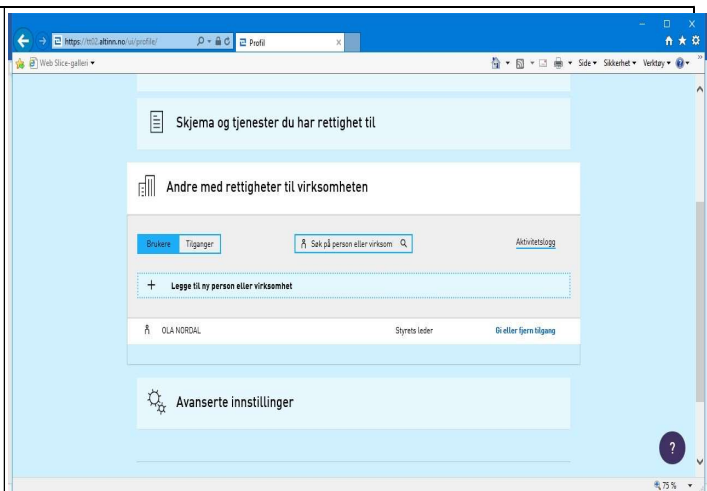 https://tt02.altinn.no/ui/profile/
Profil
Web Slice-galleri
Side Sikkerhet Verktøy
Skjema og tjenester du har rettighet til
Andre med rettigheter til virksomheten
Brukere Tilganger Søk på person eller virksom Aktivitetslogg
+ Legge til ny person eller virksomhet
OLA NORDAL Styrets leder Gi eller fjern tilgang
Avanserte innstillinger
?
75 %